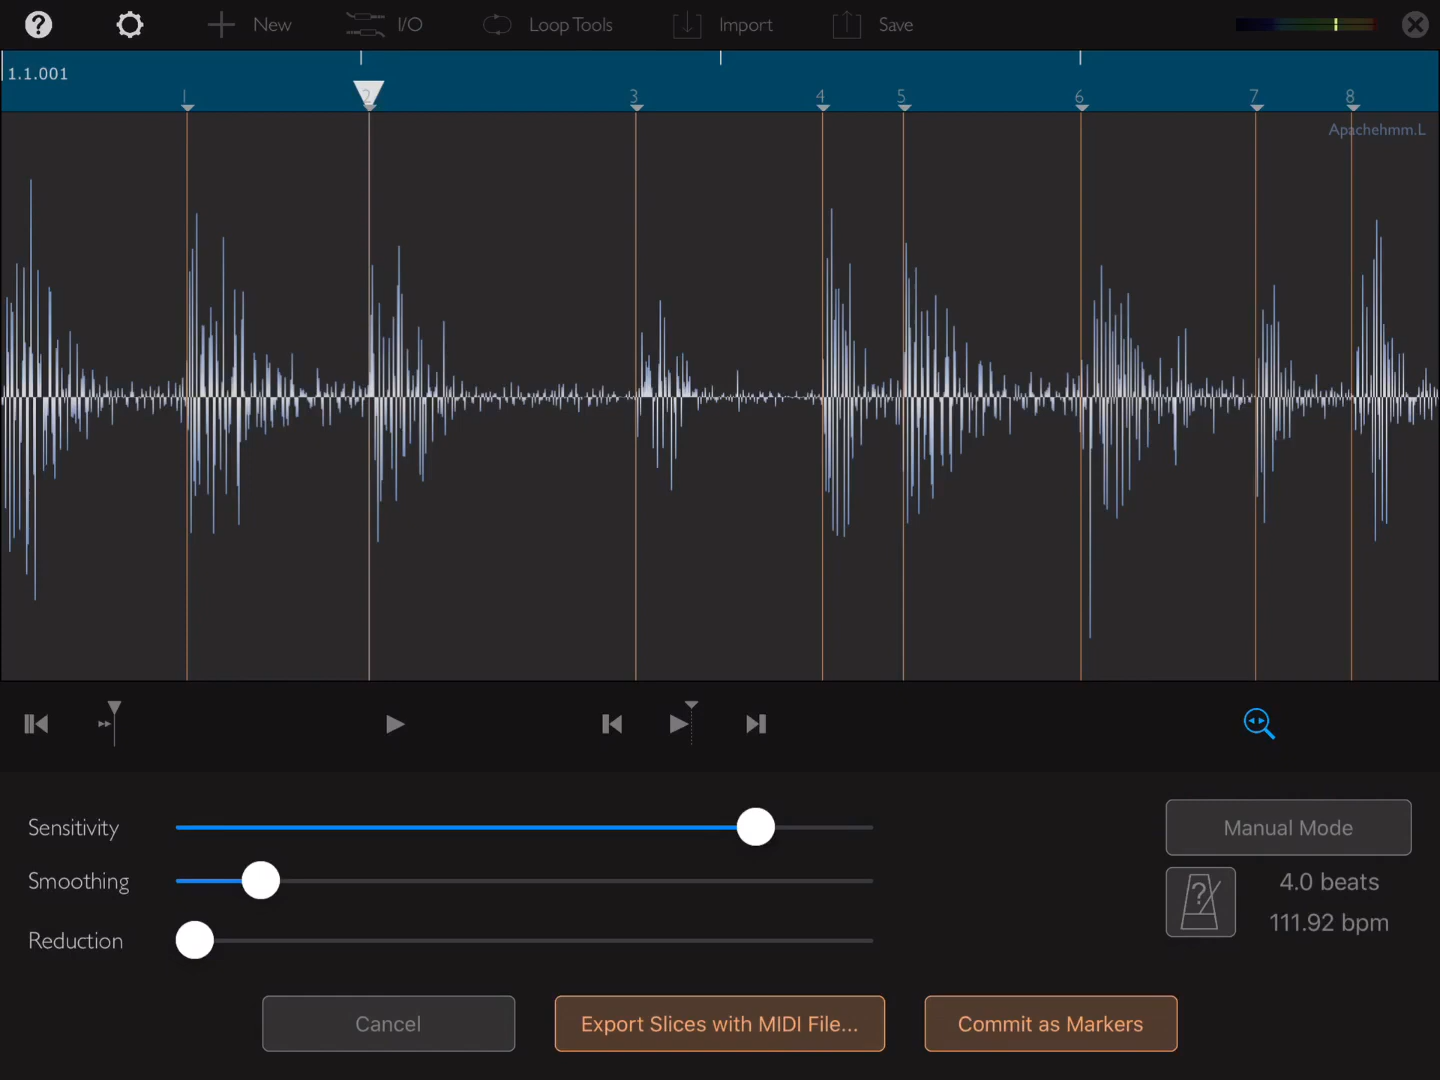 ?
New
I/O
Loop Tools
Import
Save
1.1.001
1 2 3 4 5 6 7 8
Apachehmm.L
Sensitivity
Manual Mode
Smoothing
?
4.0 beats
111.92 bpm
Reduction
Cancel
Export Slices with MIDI File...
Commit as Markers